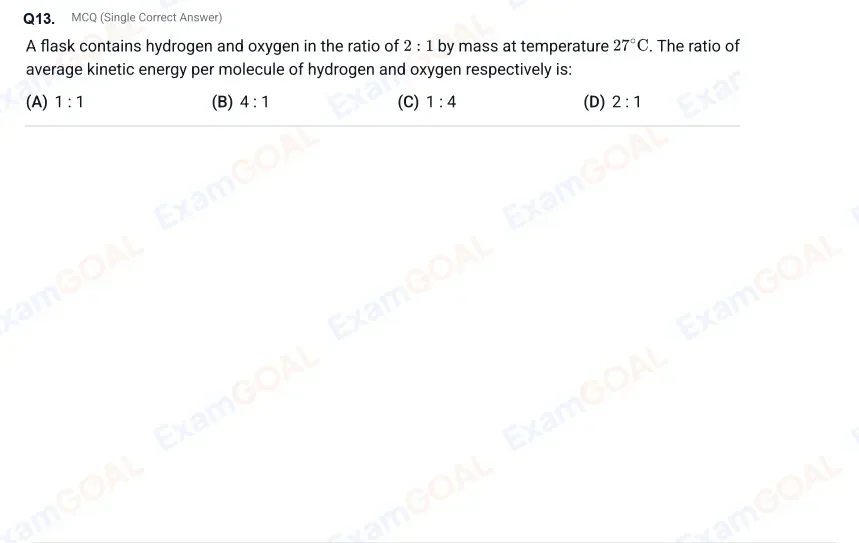 Q13. MCQ (Single Correct Answer)
A flask contains hydrogen and oxygen in the ratio of 2 : 1 by mass at temperature 27°C. The ratio of
average kinetic energy per molecule of hydrogen and oxygen respectively is:
(A) 1 : 1 (B) 4 : 1 (C) 1 : 4 (D) 2 : 1
ExamGOAL